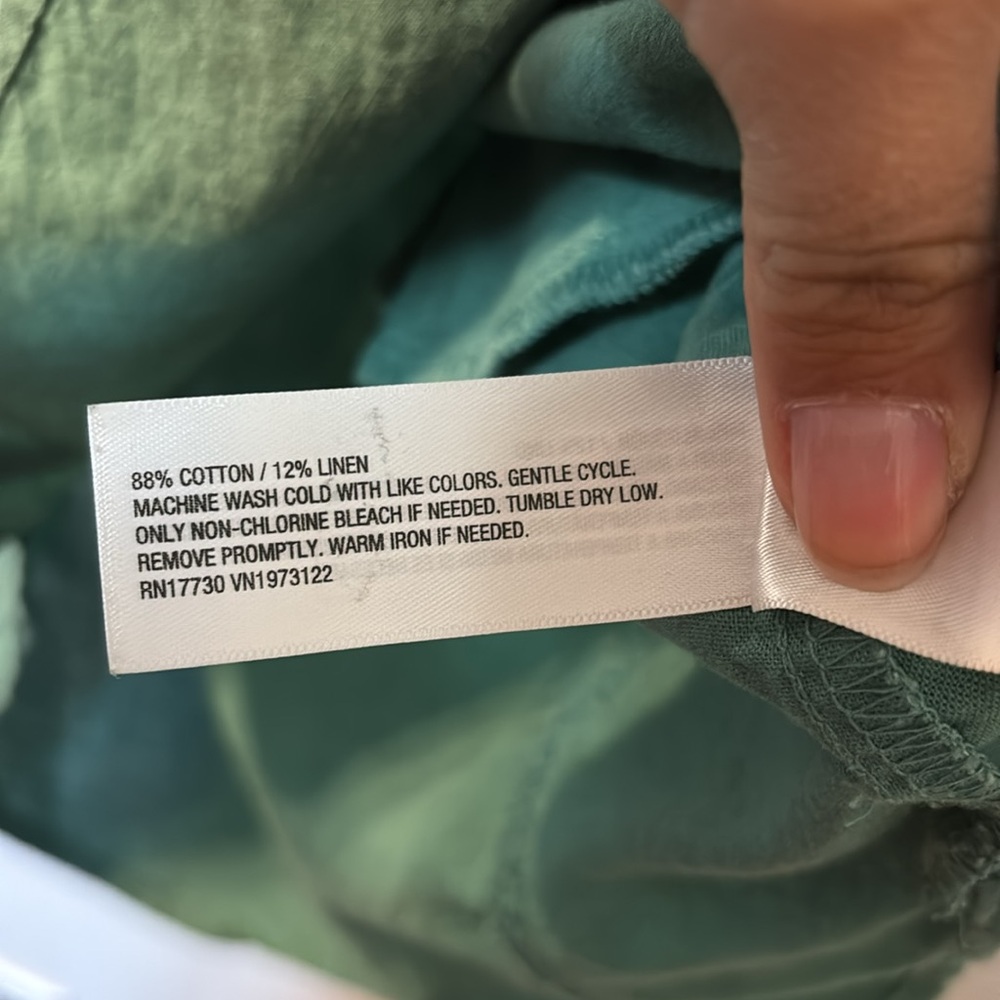 88% COTTON / 12% LINEN
MACHINE WASH COLD WITH LIKE COLORS. GENTLE CYCLE.
ONLY NON-CHLORINE BLEACH IF NEEDED. TUMBLE DRY LOW.
REMOVE PROMPTLY. WARM IRON IF NEEDED.
RN17730 VN1973122